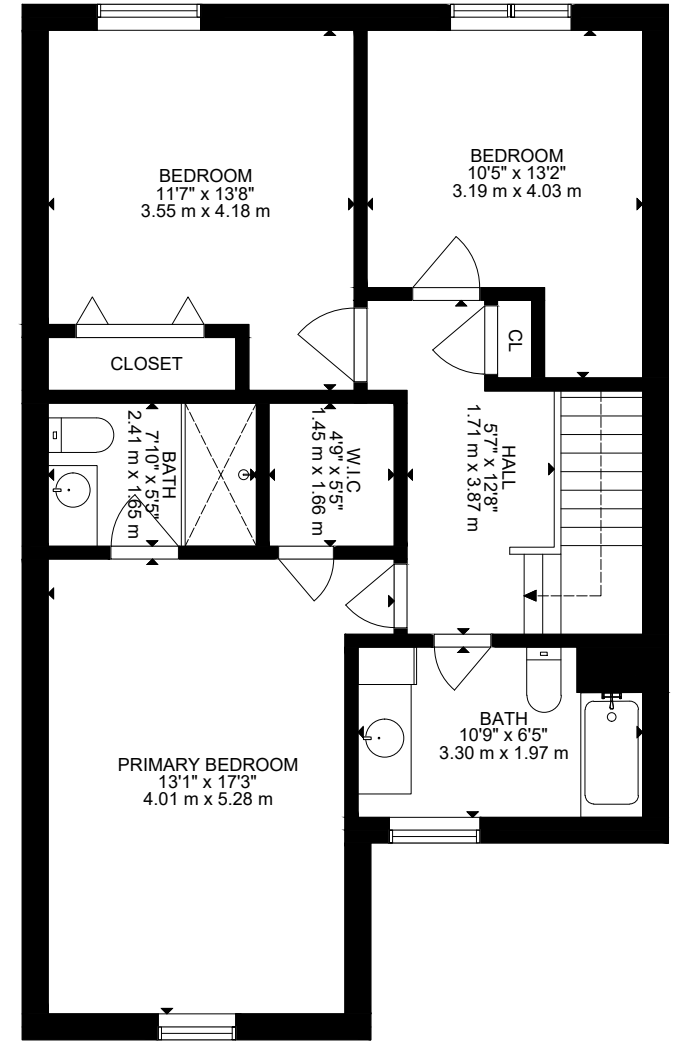 BEDROOM
11'7" x 13'8"
3.55 m x 4.18 m
BEDROOM
10'5" x 13'2"
3.19 m x 4.03 m
CLOSET
CL
BATH
7'10" x 5'5"
2.41 m x 1.65 m
W.I.C
4'9" x 5'5"
1.45 m x 1.66 m
HALL
5'7" x 12'8"
1.71 m x 3.87 m
BATH
10'9" x 6'5"
3.30 m x 1.97 m
PRIMARY BEDROOM
13'1" x 17'3"
4.01 m x 5.28 m